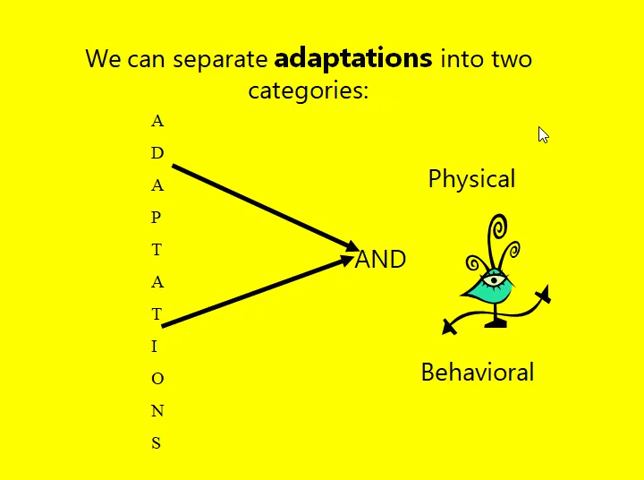 We can separate adaptations into two
categories:
A
D
A
P
T
A
T
I
O
N
S
Physical
AND
Behavioral